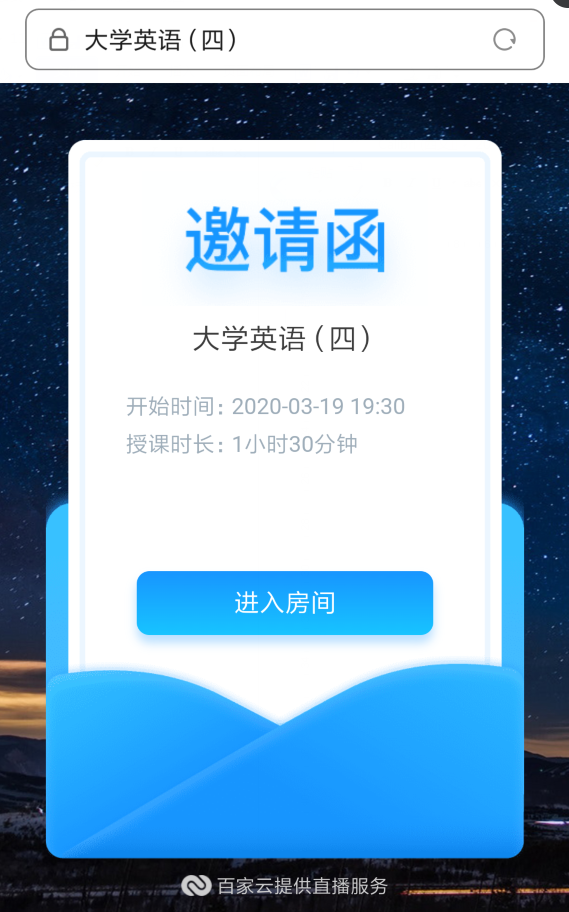 大学英语（四）
邀请函
大学英语（四）
开始时间：2020-03-19 19:30
授课时长：1小时30分钟
进入房间
百家云提供直播服务